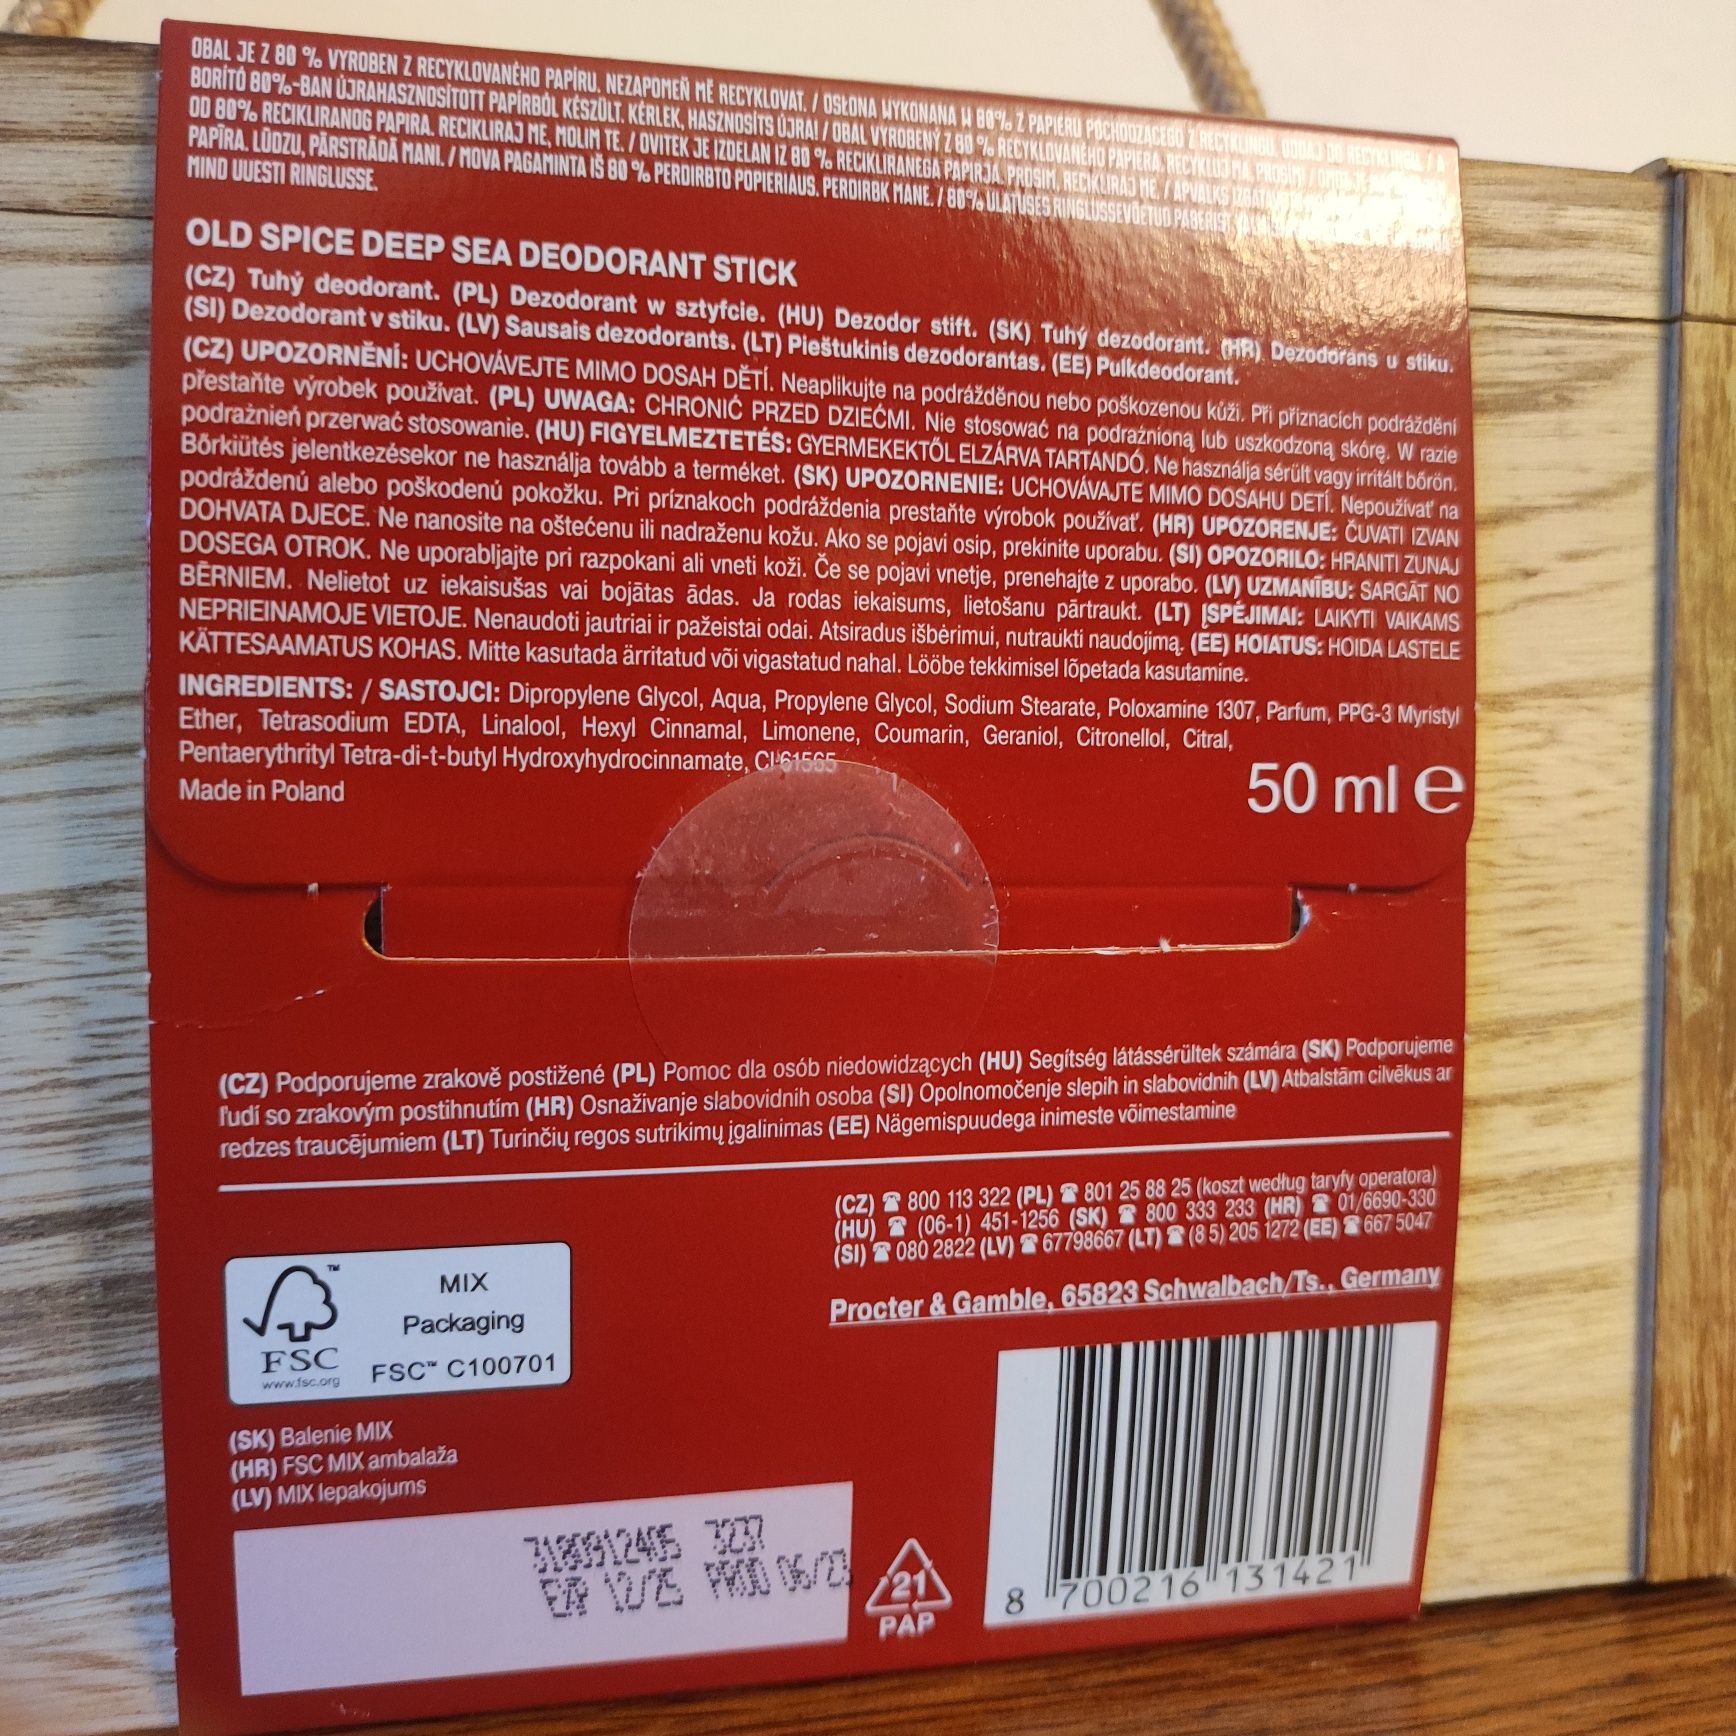 OBAL JE Z 80 % VYROBEN Z RECYKLOVANÉHO PAPÍRU. NEZAPOMEŇ MĚ RECYKLOVAT. / OSŁONA WYKONANA W 80% Z PAPIERU POCHODZĄCEGO Z RECYKLINGU. ODDAJ DO RECYKLINGU. / A
BORÍTÓ 80%-BAN ÚJRAHASZNOSÍTOTT PAPÍRBÓL KÉSZÜLT. KÉRLEK, HASZNOSÍTS ÚJRA! / OBAL VYROBENÝ Z 80 % RECYKLOVANÉHO PAPIERA. RECYKLUJ MA, PROSÍM! /
OD 80% RECIKLIRANOG PAPIRA. RECIKLIRAJ ME, MOLIM TE. / OVITEK JE IZDELAN IZ 80 % RECIKLIRANEGA PAPIRJA. PROSIM, RECIKLIRAJ ME. / APVALKS
PAPĪRA. LŪDZU, PĀRSTRĀDĀ MANI. / MOVA PAGAMINTA IŠ 80 % PERDIRBTO POPIERIAUS. PERDIRBK MANE. / 80% ULATUSES RINGLUSSEVÕETUD
MIND UUESTI RINGLUSSE.
OLD SPICE DEEP SEA DEODORANT STICK
(CZ) Tuhý deodorant. (PL) Dezodorant w sztyfcie. (HU) Dezodor stift. (SK) Tuhý dezodorant. (HR) Dezodorans u stiku.
(SI) Dezodorant v stiku. (LV) Sausais dezodorants. (LT) Pieštukinis dezodorantas. (EE) Pulkdeodorant.
(CZ) UPOZORNĚNÍ: UCHOVÁVEJTE MIMO DOSAH DĚTÍ. Neaplikujte na podrážděnou nebo poškozenou kůži. Při příznacích podráždění
přestaňte výrobek používat. (PL) UWAGA: CHRONIĆ PRZED DZIEĆMI. Nie stosować na podrażnioną lub uszkodzoną skórę. W razie
podrażnień przerwać stosowanie. (HU) FIGYELMEZTETÉS: GYERMEKEKTŐL ELZÁRVA TARTANDÓ. Ne használja sérült vagy irritált bőrön.
Bőrkiütés jelentkezésekor ne használja tovább a terméket. (SK) UPOZORNENIE: UCHOVÁVAJTE MIMO DOSAHU DETÍ. Nepoužívať na
podráždenú alebo poškodenú pokožku. Pri príznakoch podráždenia prestaňte výrobok používať. (HR) UPOZORENJE: ČUVATI IZVAN
DOHVATA DJECE. Ne nanosite na oštećenu ili nadraženu kožu. Ako se pojavi osip, prekinite uporabu. (SI) OPOZORILO: HRANITI ZUNAJ
DOSEGA OTROK. Ne uporabljajte pri razpokani ali vneti koži. Če se pojavi vnetje, prenehajte z uporabo. (LV) UZMANĪBU: SARGĀT NO
BĒRNIEM. Nelietot uz iekaisušas vai bojātas ādas. Ja rodas iekaisums, lietošanu pārtraukt. (LT) ĮSPĖJIMAI: LAIKYTI VAIKAMS
NEPRIEINAMOJE VIETOJE. Nenaudoti jautriai ir pažeistai odai. Atsiradus išbėrimui, nutraukti naudojimą. (EE) HOIATUS: HOIDA LASTELE
KÄTTESAAMATUS KOHAS. Mitte kasutada ärritatud või vigastatud nahal. Lööbe tekkimisel lõpetada kasutamine.
INGREDIENTS: / SASTOJCI: Dipropylene Glycol, Aqua, Propylene Glycol, Sodium Stearate, Poloxamine 1307, Parfum, PPG-3 Myristyl
Ether, Tetrasodium EDTA, Linalool, Hexyl Cinnamal, Limonene, Coumarin, Geraniol, Citronellol, Citral,
Pentaerythrityl Tetra-di-t-butyl Hydroxyhydrocinnamate, CI 61565
Made in Poland
50 ml e
(CZ) Podporujeme zrakově postižené (PL) Pomoc dla osób niedowidzących (HU) Segítség látássérültek számára (SK) Podporujeme
ľudí so zrakovým postihnutím (HR) Osnaživanje slabovidnih osoba (SI) Opolnomočenje slepih in slabovidnih (LV) Atbalstām cilvēkus ar
redzes traucējumiem (LT) Turinčių regos sutrikimų įgalinimas (EE) Nägemispuudega inimeste võimestamine
(CZ) ☎ 800 113 322 (PL) ☎ 801 25 88 25 (koszt według taryfy operatora)
(HU) ☎ (06-1) 451-1256 (SK) ☎ 800 333 233 (HR) ☎ 01/6690-330
(SI) ☎ 080 2822 (LV) ☎ 67798667 (LT) ☎ (8 5) 205 1272 (EE) ☎ 667 5047
Procter & Gamble, 65823 Schwalbach/Ts., Germany
FSC
www.fsc.org
MIX
Packaging
FSC™ C100701
(SK) Balenie MIX
(HR) FSC MIX ambalaža
(LV) MIX Iepakojums
3237
EXP 12/25 PROD 06/23
21
PAP
8 700216 131421